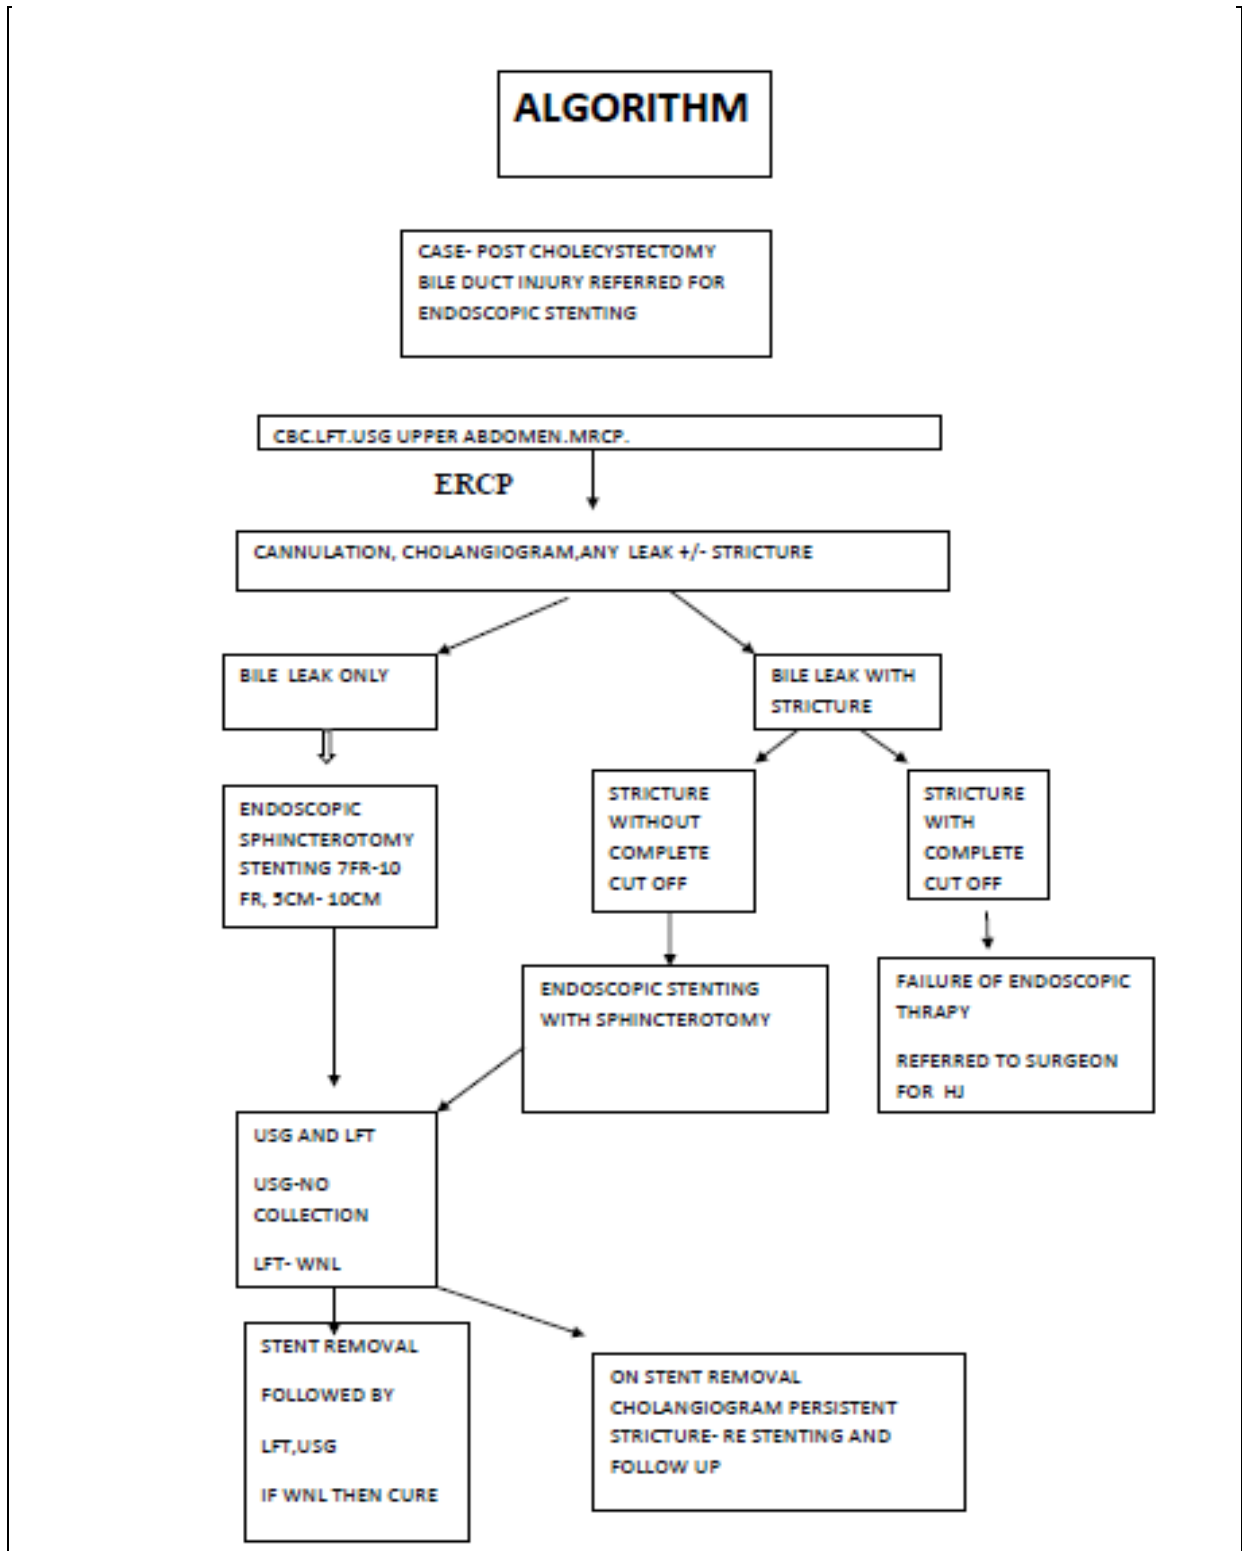 ALGORITHM
CASE- POST CHOLECYSTECTOMY
BILE DUCT INJURY REFERRED FOR
ENDOSCOPIC STENTING
CBC.LFT.USG UPPER ABDOMEN.MRCP.
ERCP
CANNULATION, CHOLANGIOGRAM,ANY LEAK +/- STRICTURE
BILE LEAK ONLY
BILE LEAK WITH
STRICTURE
ENDOSCOPIC
SPHINCTEROTOMY
STENTING 7FR-10
FR, 5CM- 10CM
STRICTURE
WITHOUT
COMPLETE
CUT OFF
STRICTURE
WITH
COMPLETE
CUT OFF
ENDOSCOPIC STENTING
WITH SPHINCTEROTOMY
FAILURE OF ENDOSCOPIC
THRAPY
REFERRED TO SURGEON
FOR HJ
USG AND LFT
USG-NO
COLLECTION
LFT- WNL
STENT REMOVAL
FOLLOWED BY
LFT,USG
IF WNL THEN CURE
ON STENT REMOVAL
CHOLANGIOGRAM PERSISTENT
STRICTURE- RE STENTING AND
FOLLOW UP